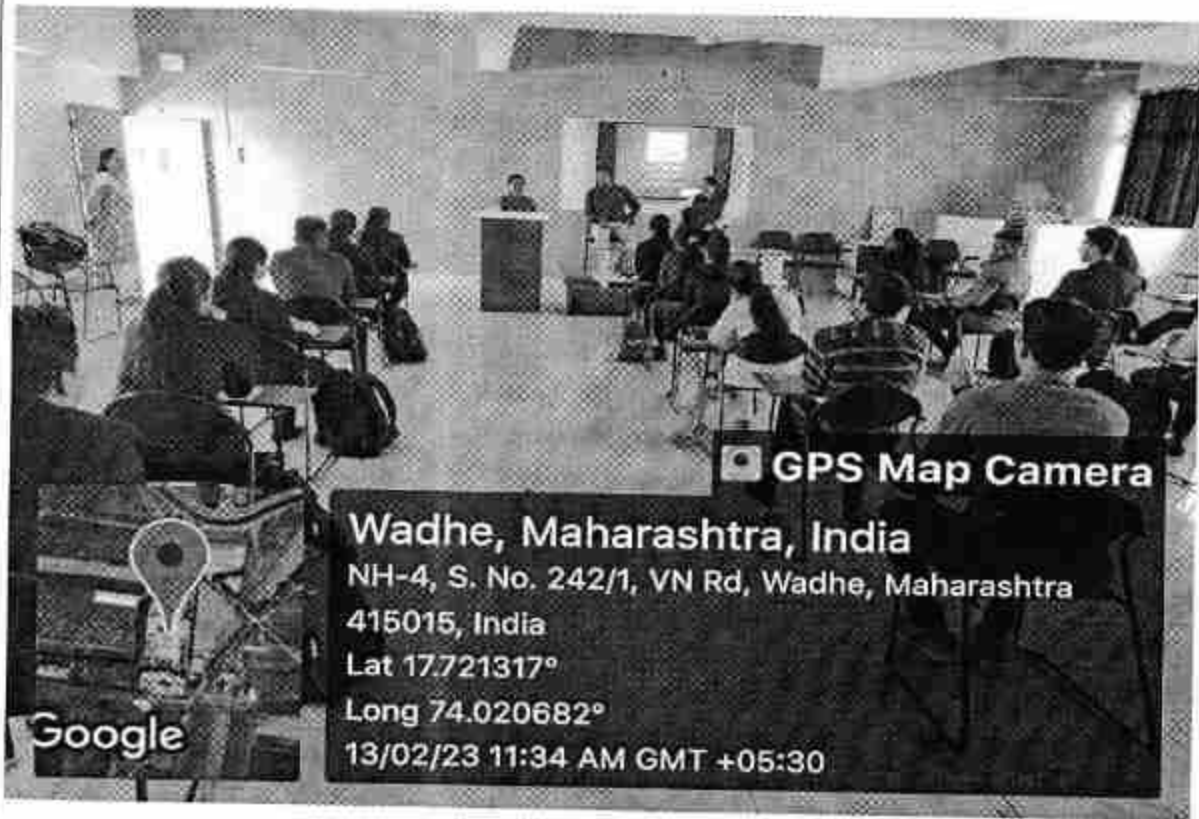 GPS Map Camera
Wadhe, Maharashtra, India
NH-4, S. No. 242/1, VN Rd, Wadhe, Maharashtra
415015, India
Lat 17.721317°
Long 74.020682°
13/02/23 11:34 AM GMT +05:30
Google